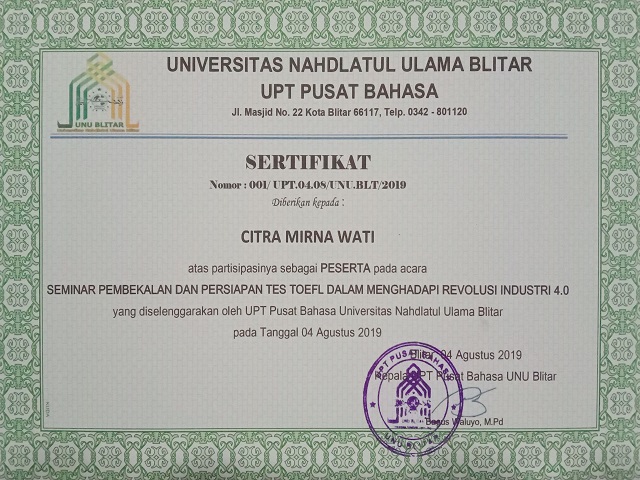 UNIVERSITAS NAHDLATUL ULAMA BLITAR
UPT PUSAT BAHASA
Jl. Masjid No. 22 Kota Blitar 66117, Telp. 0342 - 801120
UNU BLITAR
SERTIFIKAT
Nomor : 001/ UPT.04.08/UNU.BLT/2019
Diberikan kepada :
CITRA MIRNA WATI
atas partisipasinya sebagai PESERTA pada acara
SEMINAR PEMBEKALAN DAN PERSIAPAN TES TOEFL DALAM MENGHADAPI REVOLUSI INDUSTRI 4.0
yang diselenggarakan oleh UPT Pusat Bahasa Universitas Nahdlatul Ulama Blitar
pada Tanggal 04 Agustus 2019
Blitar, 04 Agustus 2019
Kepala UPT Pusat Bahasa UNU Blitar
UPT PUSAT BAHASA
UNU BLITAR
Waluyo, M.Pd